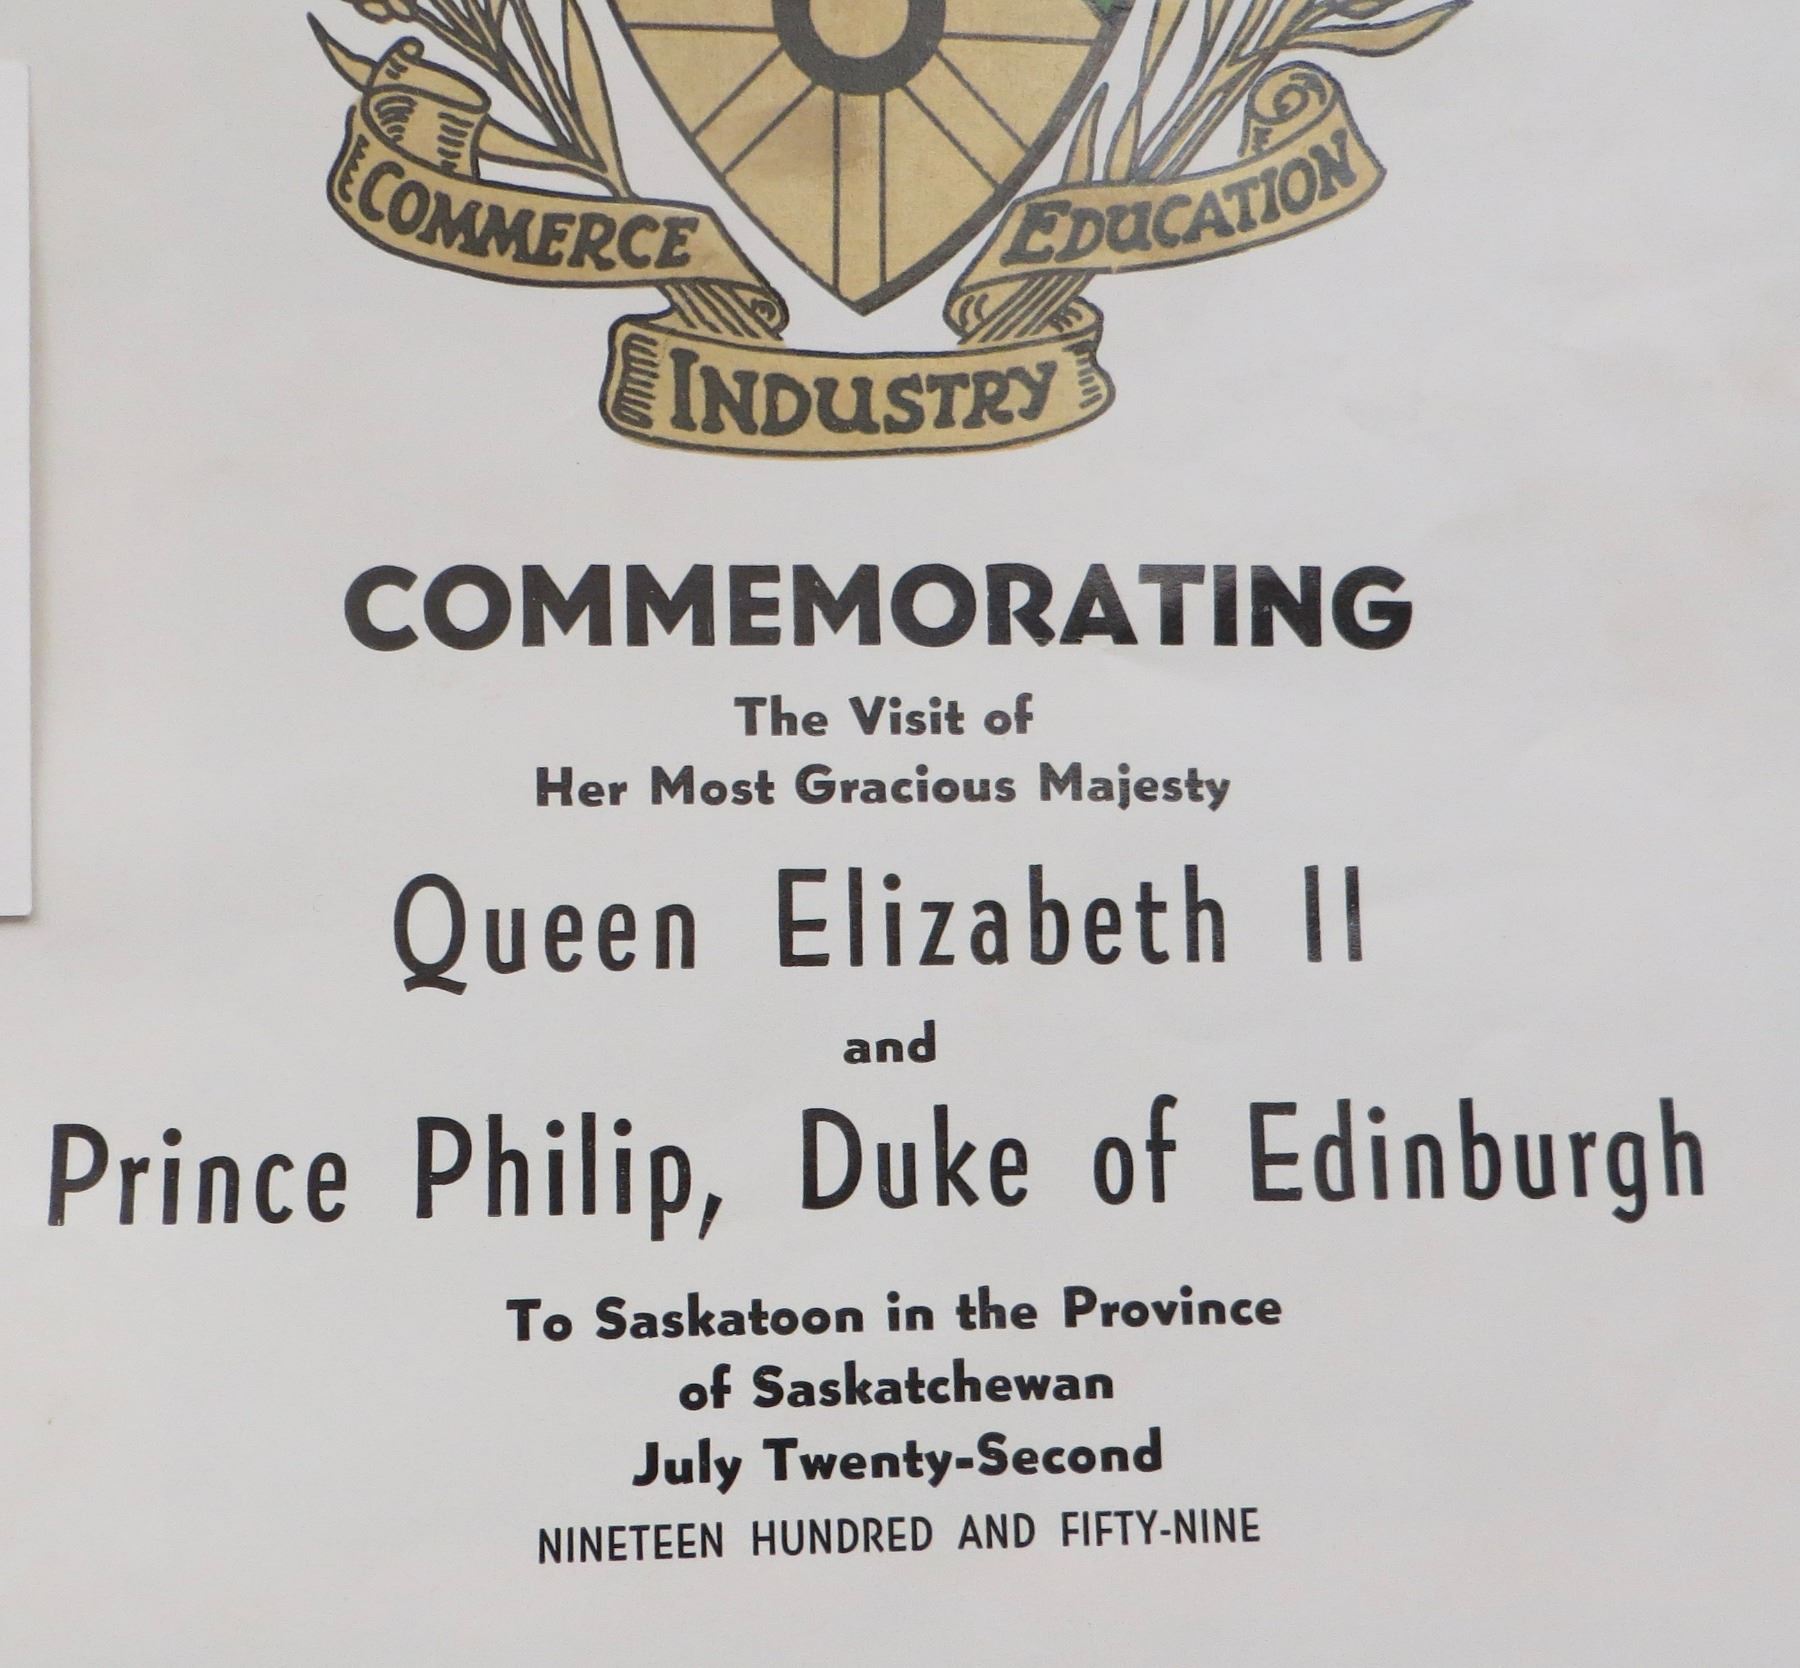 COMMERCE
EDUCATION
INDUSTRY
COMMEMORATING
The Visit of
Her Most Gracious Majesty
Queen Elizabeth II
and
Prince Philip, Duke of Edinburgh
To Saskatoon in the Province
of Saskatchewan
July Twenty-Second
NINETEEN HUNDRED AND FIFTY-NINE